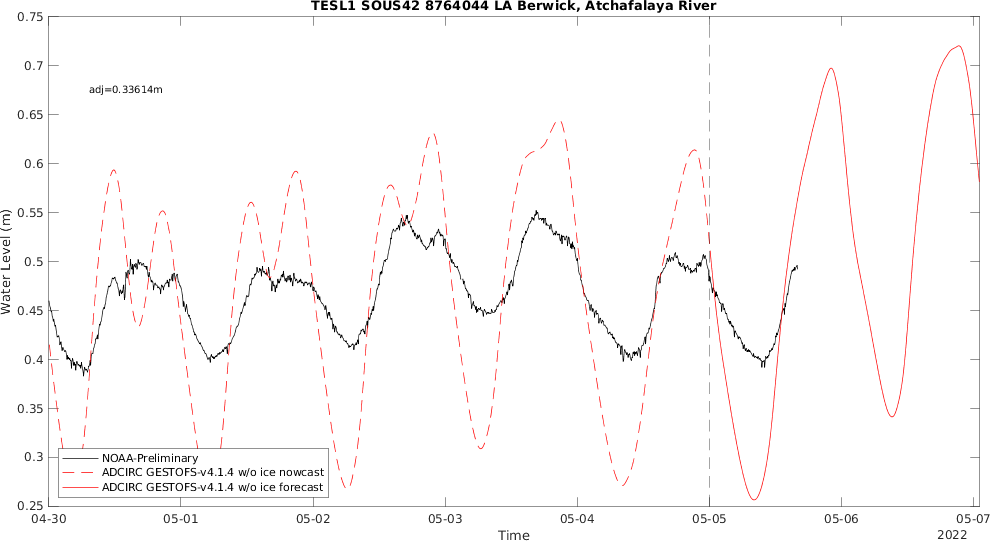 TESL1 SOUS42 8764044 LA Berwick, Atchafalaya River
0.75
0.7
0.65
0.6
0.55
0.5
0.45
0.4
0.35
0.3
0.25
Water Level (m)
adj=0.33614m
NOAA-Preliminary
ADCIRC GESTOFS-v4.1.4 w/o ice nowcast
ADCIRC GESTOFS-v4.1.4 w/o ice forecast
04-30 05-01 05-02 05-03 05-04 05-05 05-06 05-07
Time
2022